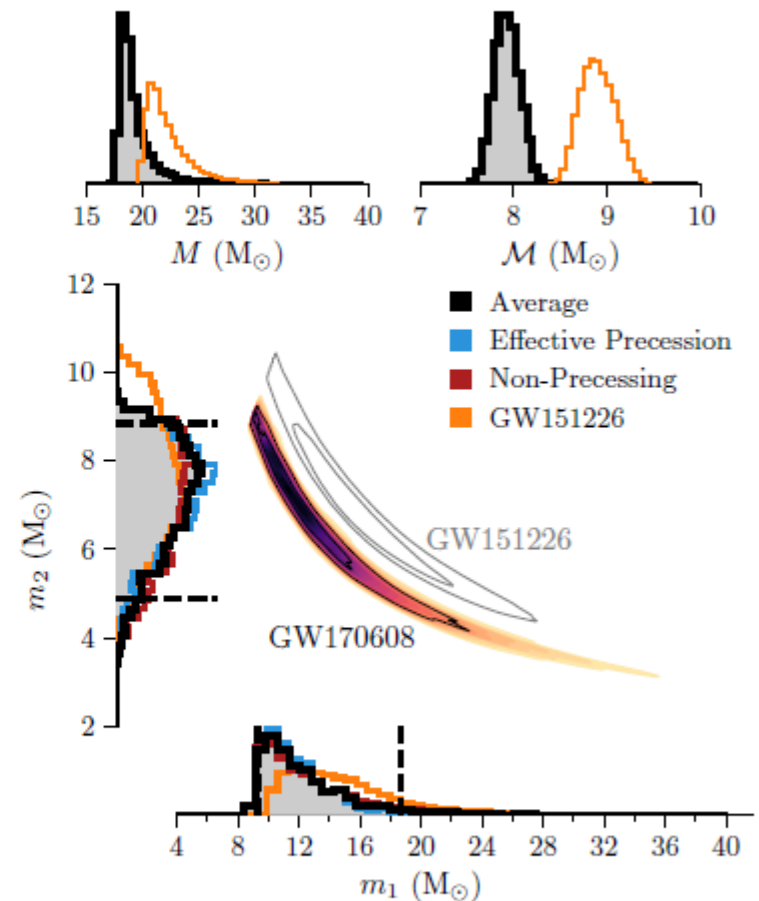 15 20 25 30 35 40
M (M⊙)
7 8 9 10
ℳ (M⊙)
12
10
8
6
4
2
m₂ (M⊙)
Average
Effective Precession
Non-Precessing
GW151226
GW151226
GW170608
4 8 12 16 20 24 28 32 36 40
m₁ (M⊙)